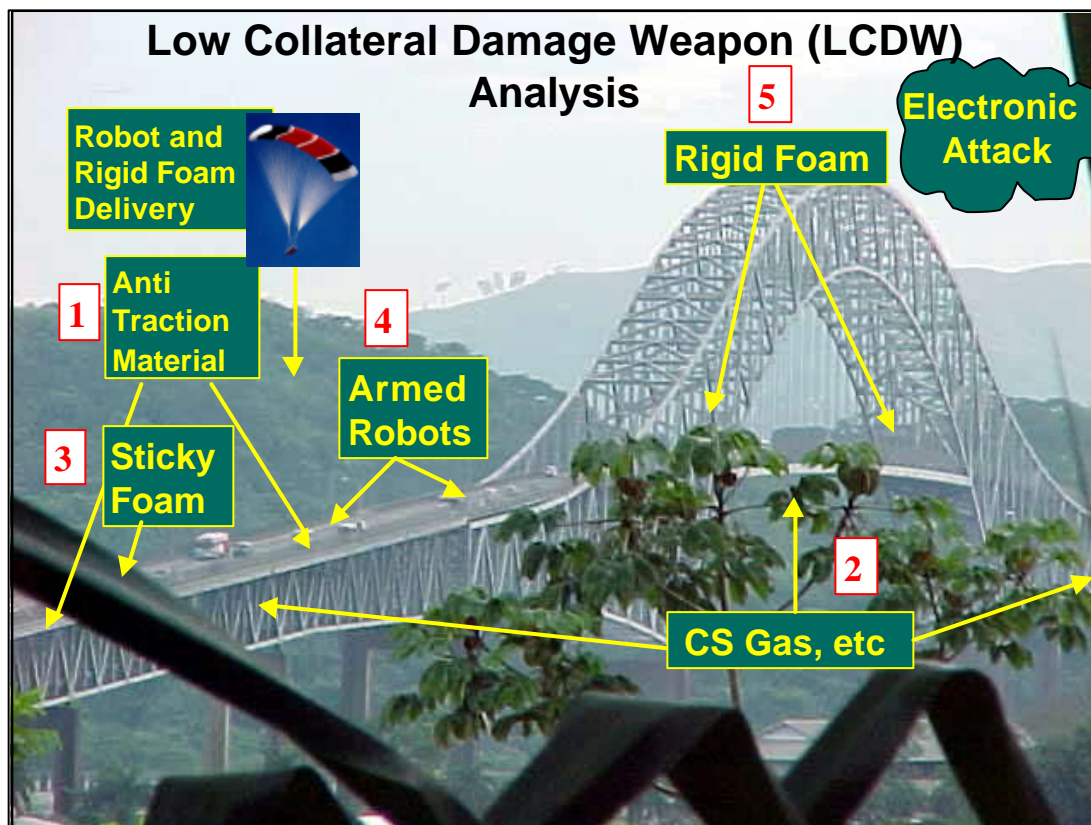 Low Collateral Damage Weapon (LCDW)
Analysis
5
Electronic
Attack
Robot and
Rigid Foam
Delivery
Rigid Foam
1
Anti
Traction
Material
4
Armed
Robots
3
Sticky
Foam
2
CS Gas, etc